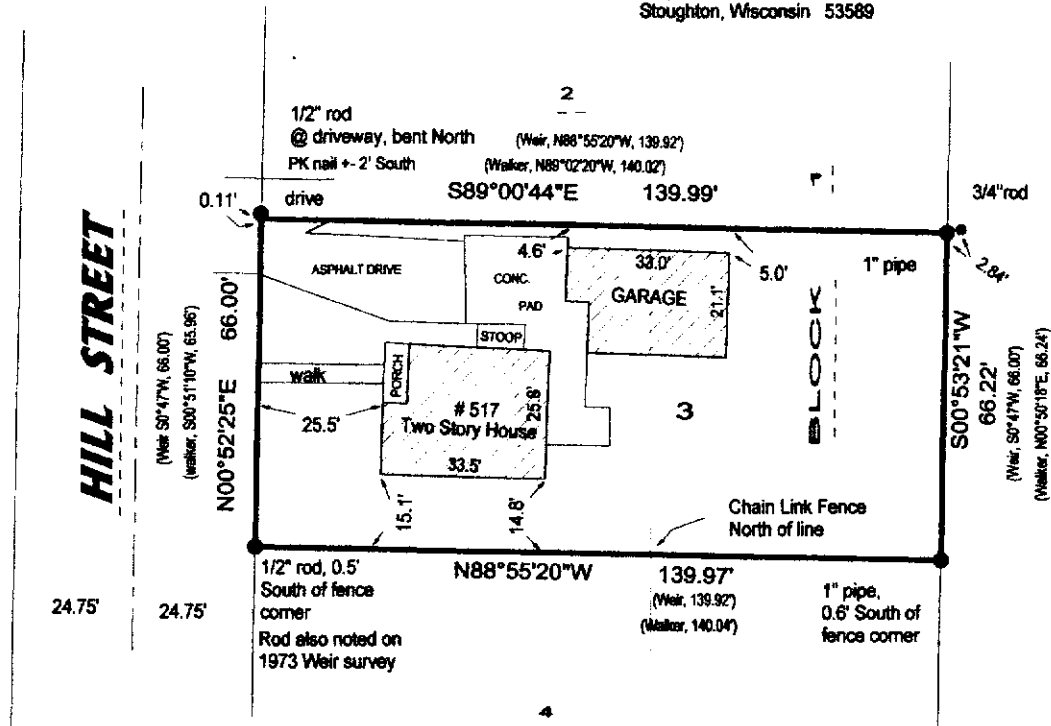 Stoughton, Wisconsin 53589
2
1/2" rod
@ driveway, bent North
PK nail +- 2' South
(Weir, N88°55'20"W, 139.92')
(Walker, N89°02'20"W, 140.02')
S89°00'44"E 139.99'
0.11'
drive
3/4"rod
2.84'
1" pipe
ASPHALT DRIVE
4.6'
CONC.
PAD
33.0'
GARAGE
21.1'
5.0'
HILL STREET
(Weir S0°47'W, 66.00')
(walker, S00°51'10"W, 65.96')
N00°52'25"E 66.00'
STOOP
PORCH
walk
25.5'
# 517
Two Story House
25.8'
33.5'
3
BLOCK
S00°53'21"W
66.22'
(Weir, S0°47'W, 66.00')
(Walker, N00°50'18"E, 66.24')
15.1'
14.8'
Chain Link Fence
North of line
1/2" rod, 0.5'
South of fence
corner
Rod also noted on
1973 Weir survey
N88°55'20"W 139.97'
(Weir, 139.92')
(Walker, 140.04')
1" pipe,
0.6' South of
fence corner
24.75'
24.75'
4